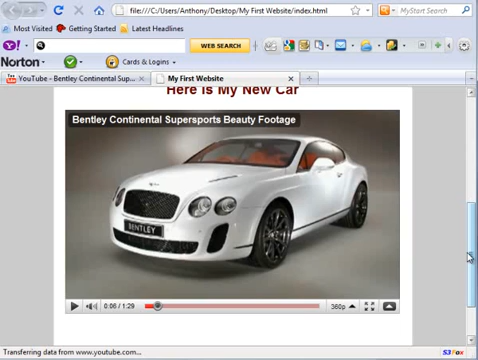 file:///C:/Users/Anthony/Desktop/My First Website/index.html
MyStart Search
Most Visited Getting Started Latest Headlines
Y! WEB SEARCH
Norton Cards & Logins
YouTube - Bentley Continental Sup... My First Website
Here Is My New Car
Bentley Continental Supersports Beauty Footage
BENTLEY
0:06 / 1:29 360p
Transferring data from www.youtube.com... S3Fox